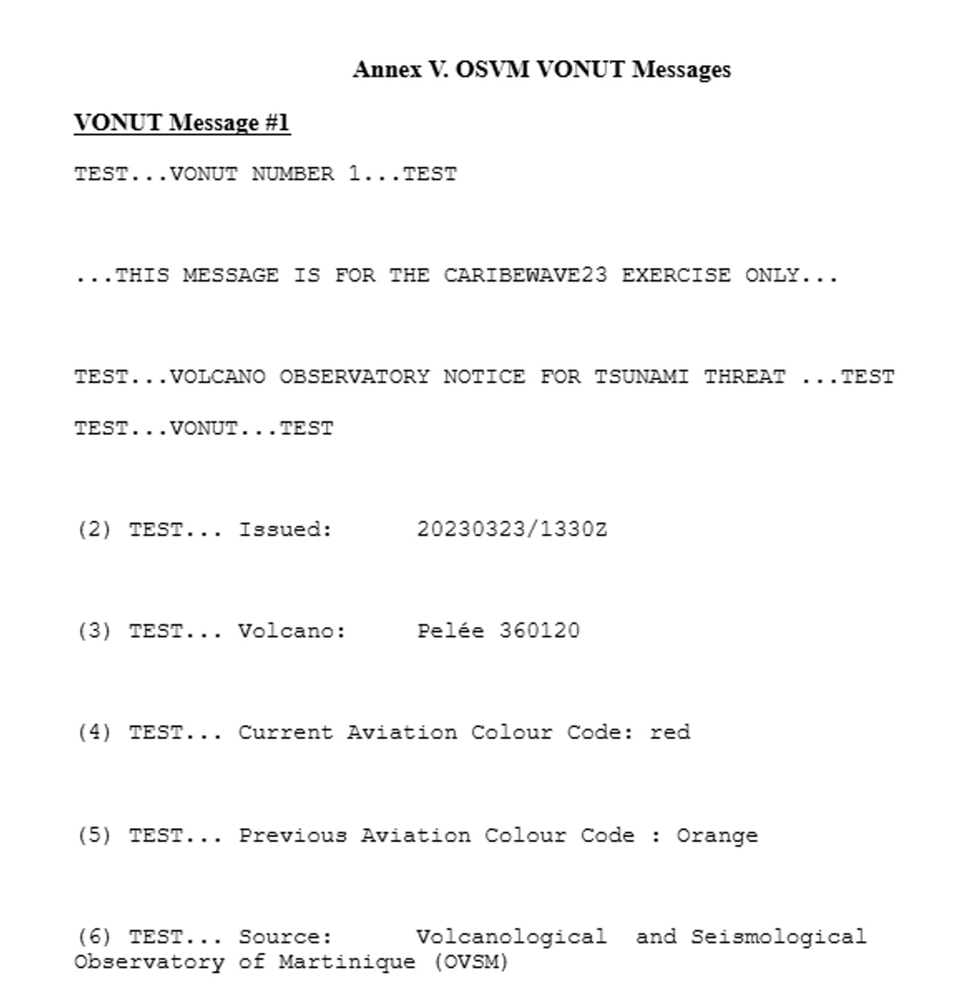 Annex V. OSVM VONUT Messages
VONUT Message #1
TEST...VONUT NUMBER 1...TEST
...THIS MESSAGE IS FOR THE CARIBEWAVE23 EXERCISE ONLY...
TEST...VOLCANO OBSERVATORY NOTICE FOR TSUNAMI THREAT ...TEST
TEST...VONUT...TEST
(2) TEST... Issued: 20230323/1330Z
(3) TEST... Volcano: Pelée 360120
(4) TEST... Current Aviation Colour Code: red
(5) TEST... Previous Aviation Colour Code : Orange
(6) TEST... Source: Volcanological and Seismological
Observatory of Martinique (OVSM)